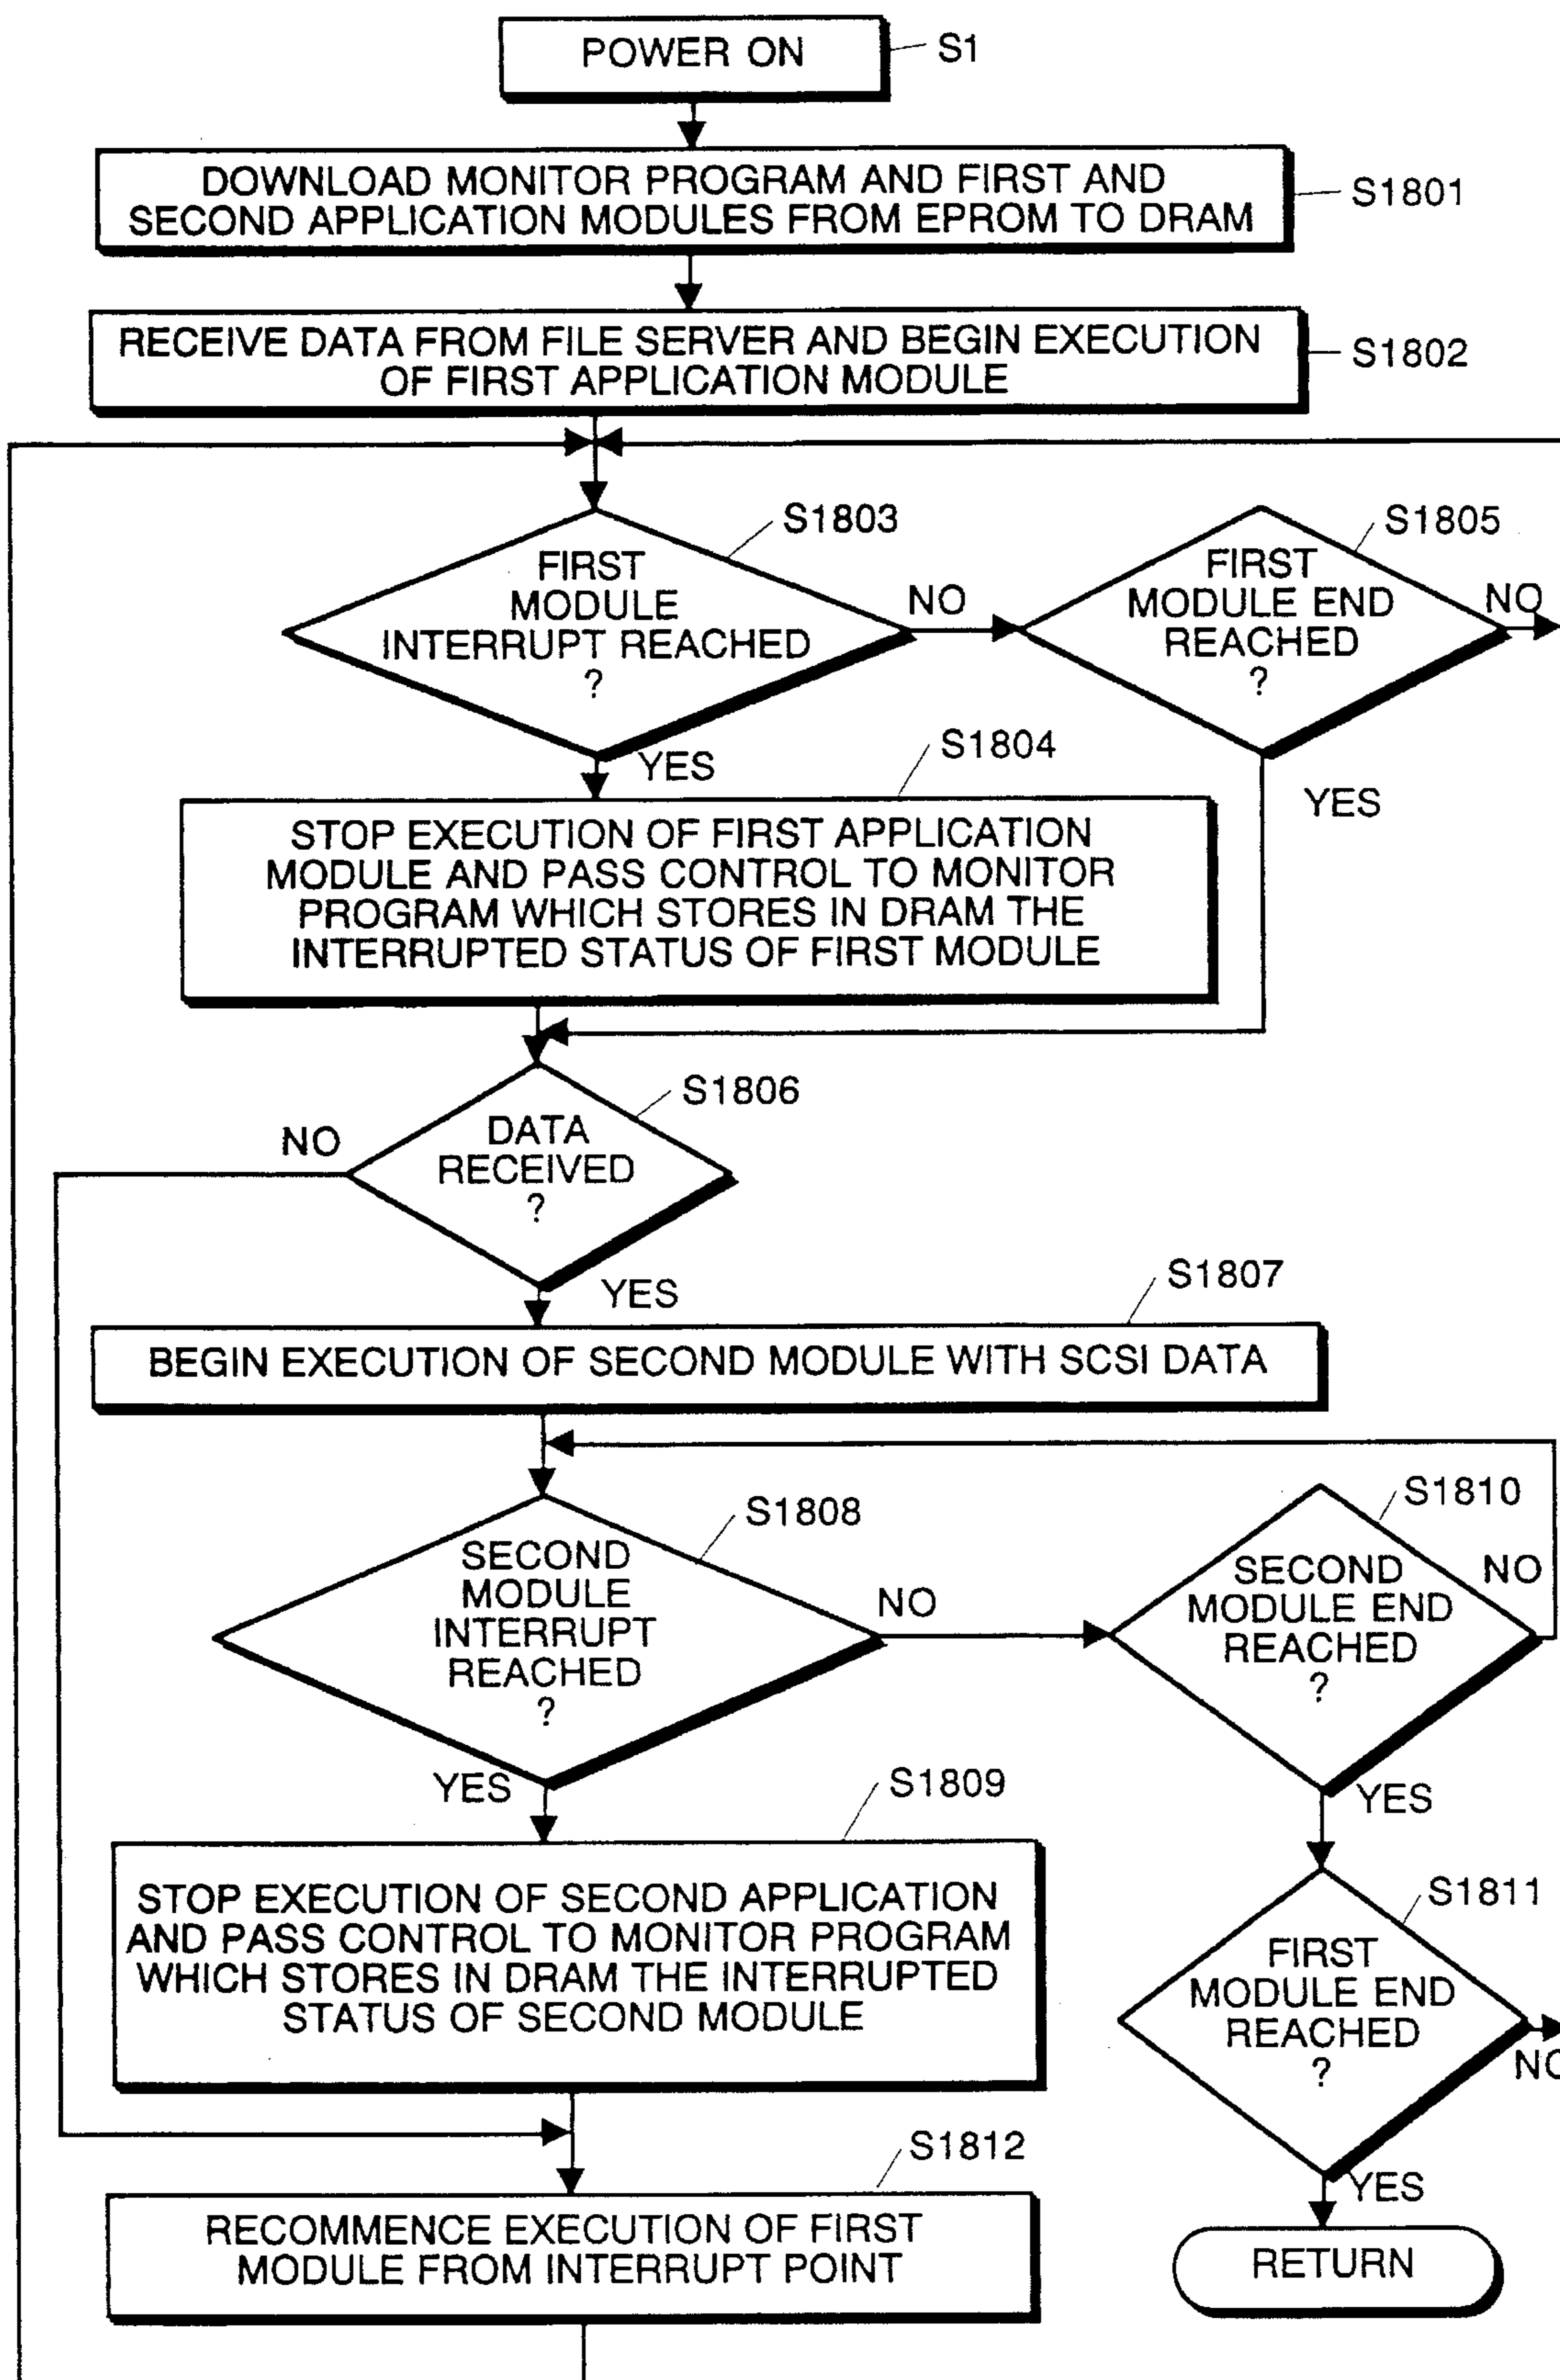 POWER ON
S1
DOWNLOAD MONITOR PROGRAM AND FIRST AND
SECOND APPLICATION MODULES FROM EPROM TO DRAM
S1801
RECEIVE DATA FROM FILE SERVER AND BEGIN EXECUTION
OF FIRST APPLICATION MODULE
S1802
S1803
FIRST
MODULE
INTERRUPT REACHED
?
NO
S1805
FIRST
MODULE END
REACHED
?
NO
YES
YES
S1804
STOP EXECUTION OF FIRST APPLICATION
MODULE AND PASS CONTROL TO MONITOR
PROGRAM WHICH STORES IN DRAM THE
INTERRUPTED STATUS OF FIRST MODULE
S1806
DATA
RECEIVED
?
NO
YES
S1807
BEGIN EXECUTION OF SECOND MODULE WITH SCSI DATA
S1808
SECOND
MODULE
INTERRUPT
REACHED
?
NO
S1810
SECOND
MODULE END
REACHED
?
NO
YES
YES
S1809
STOP EXECUTION OF SECOND APPLICATION
AND PASS CONTROL TO MONITOR PROGRAM
WHICH STORES IN DRAM THE INTERRUPTED
STATUS OF SECOND MODULE
S1811
FIRST
MODULE END
REACHED
?
NO
YES
S1812
RECOMMENCE EXECUTION OF FIRST
MODULE FROM INTERRUPT POINT
RETURN